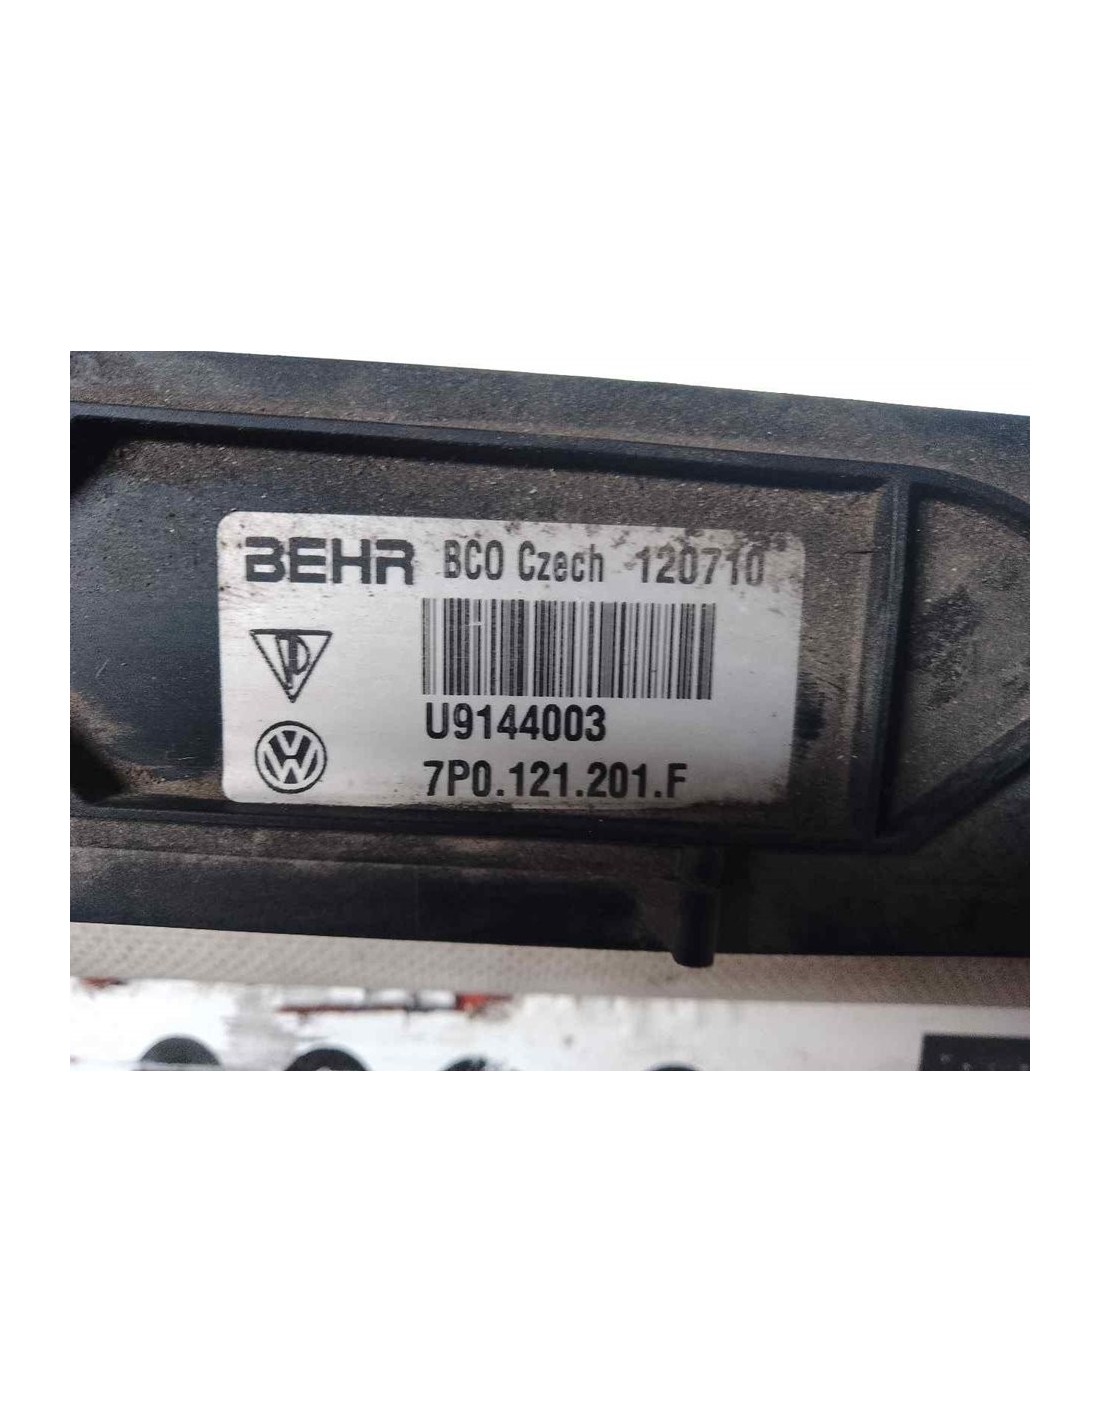 BEHR BCO Czech 120710
U9144003
7P0.121.201.F